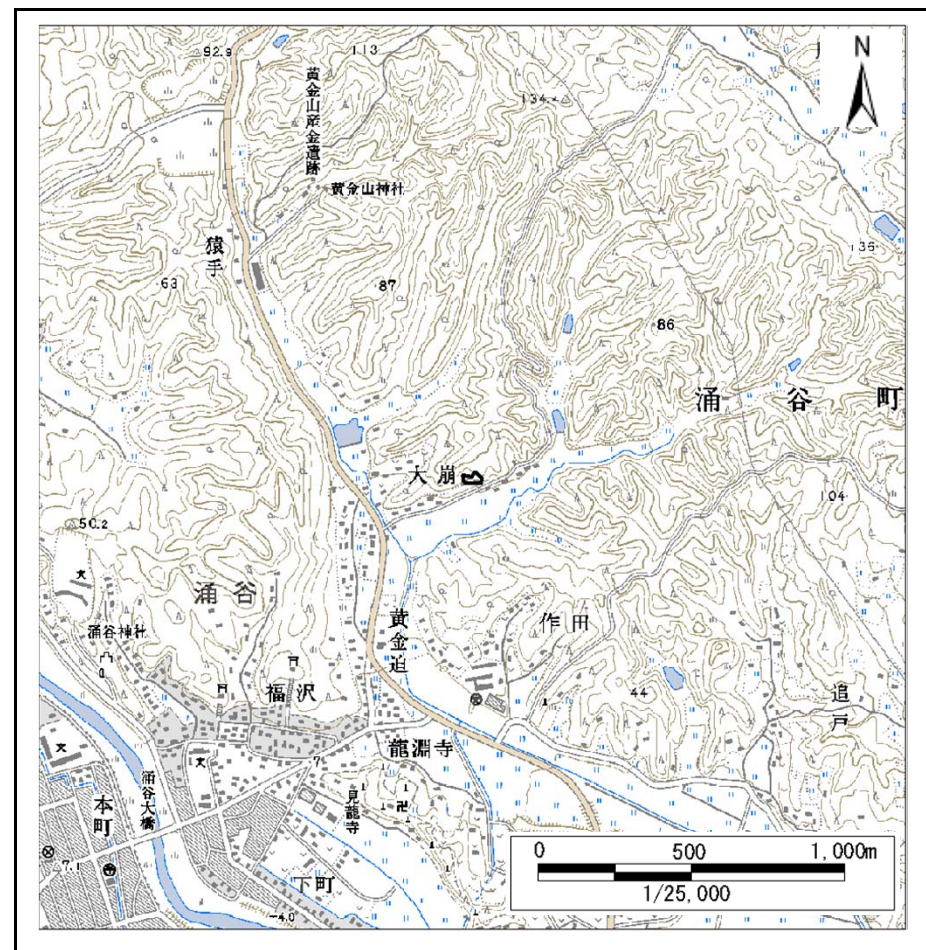 92.9
113
N
134.4
黄金山産金遺跡
黄金山神社
136
猿手
63
87
86
涌谷町
大崩
104
50.2
涌谷
作田
涌谷神社
黄金迫
福沢
44
追戸
龍淵寺
7
涌谷大橋
見龍寺
本町
7.1
下町
-4.0
0 500 1,000m
1/25,000